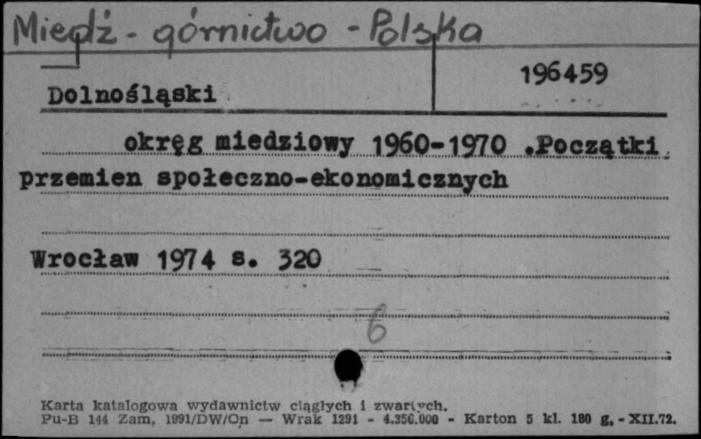 Miedź - górnictwo - Polska
196459
Dolnośląski
okręg miedziowy 1960-1970 .Początki
przemien społeczno-ekonomicznych
Wrocław 1974 s. 320
6
Karta katalogowa wydawnictw ciągłych i zwartych.
Pu-B 144 Zam. 1991/DW/Op — Wrak 1291 - 4.350.000 - Karton 5 kl. 180 g. - XII.72.